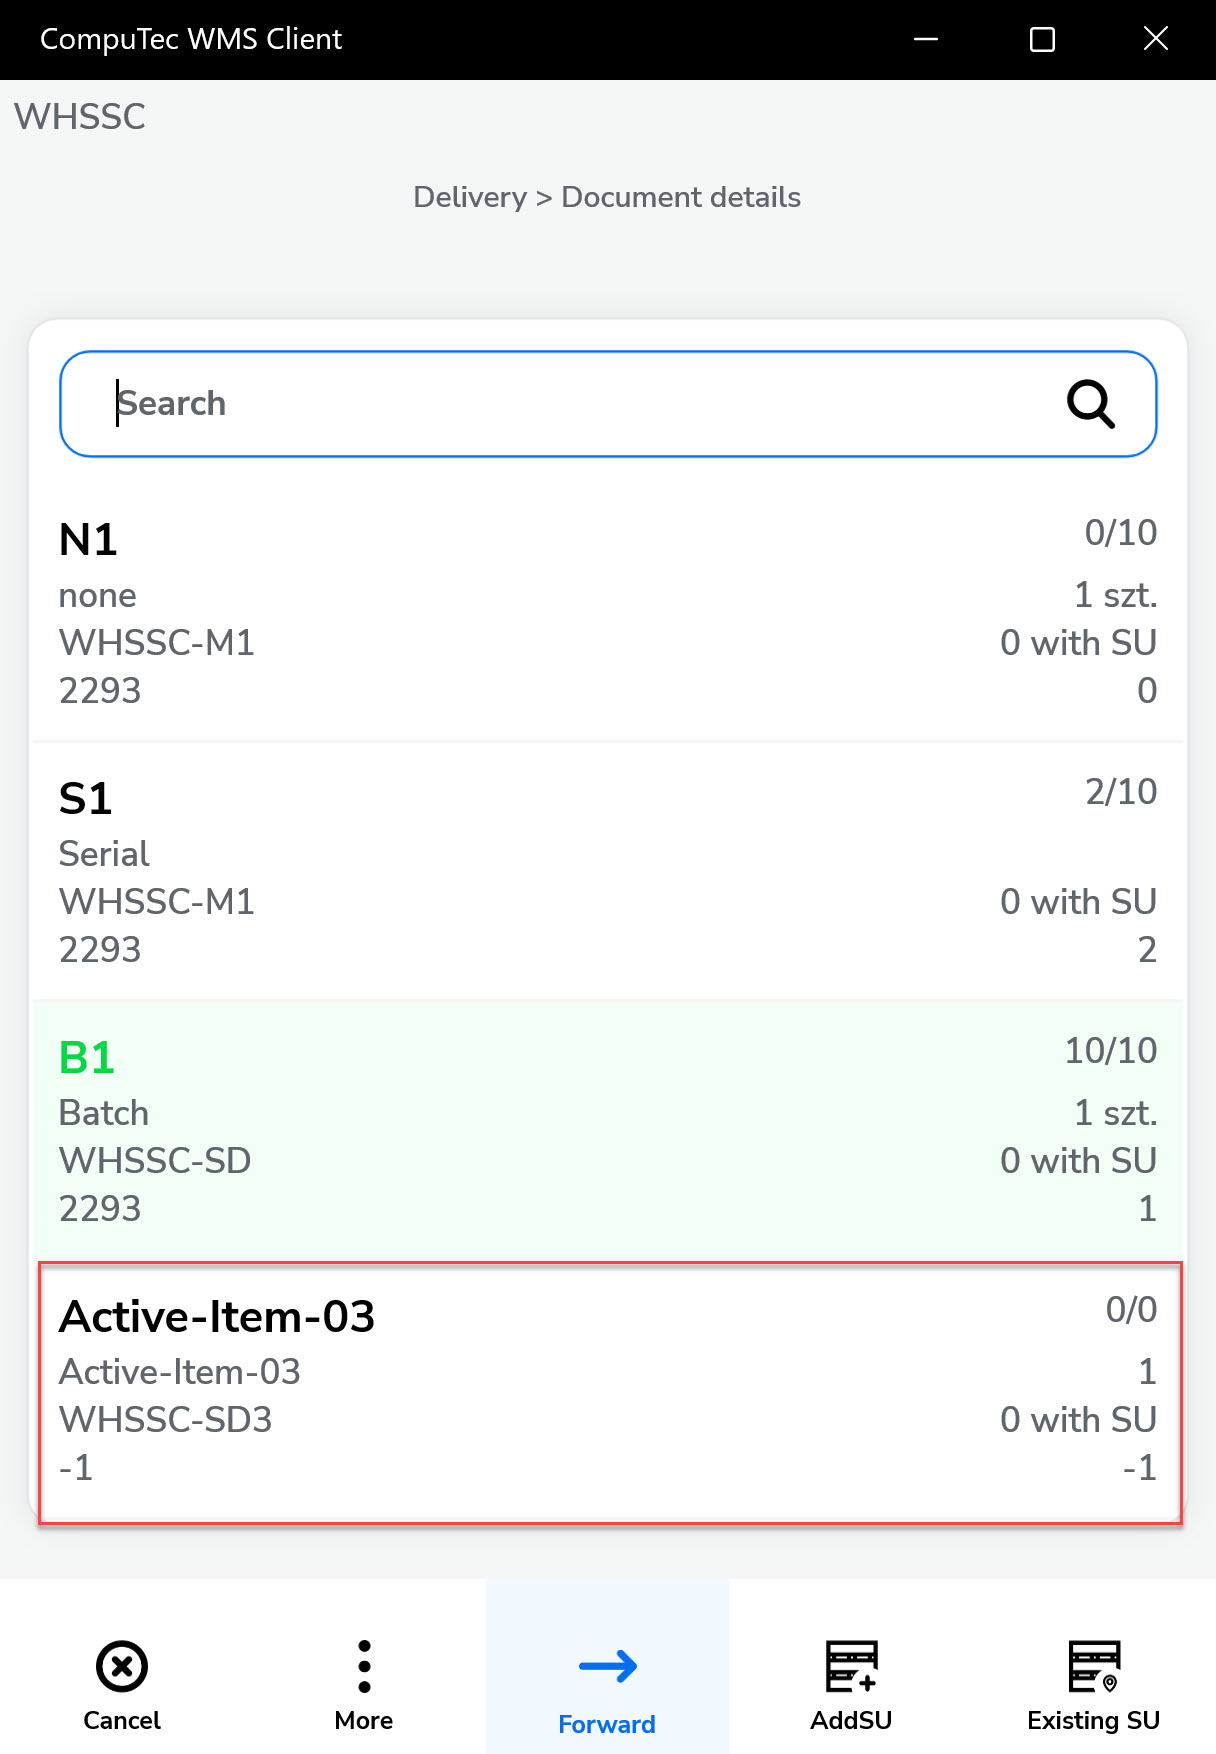 CompuTec WMS Client
WHSSC
Delivery > Document details
Search
N1 0/10
none 1 szt.
WHSSC-M1 0 with SU
2293 0
S1 2/10
Serial
WHSSC-M1 0 with SU
2293 2
B1 10/10
Batch 1 szt.
WHSSC-SD 0 with SU
2293 1
Active-Item-03 0/0
Active-Item-03 1
WHSSC-SD3 0 with SU
-1 -1
Cancel More Forward AddSU Existing SU